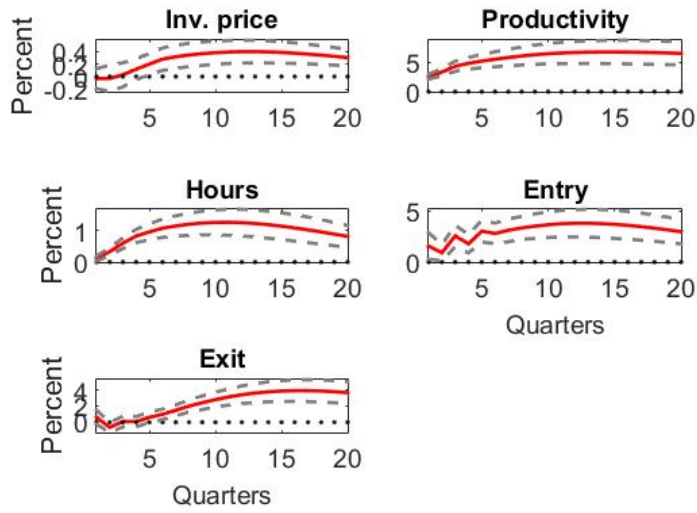 Inv. price
Percent
0.4
0.2
0
-0.2
5 10 15 20
Productivity
5
0
5 10 15 20
Hours
Percent
1
0
5 10 15 20
Entry
5
0
5 10 15 20
Quarters
Exit
Percent
4
2
0
5 10 15 20
Quarters